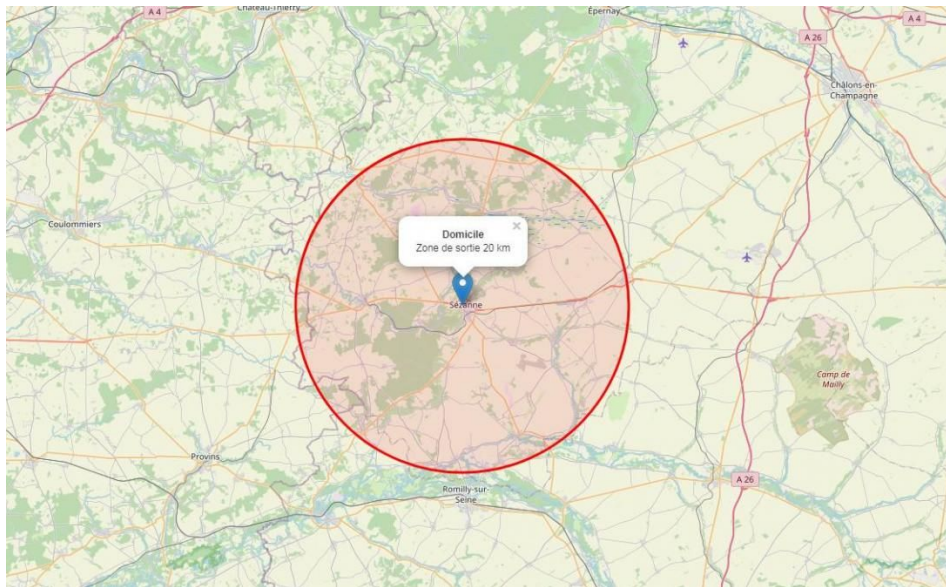 A 4
Château-Thierry
Épernay
A 4
A 26
Châlons-en-
Champagne
Coulommiers
Domicile
×
Zone de sortie 20 km
Sézanne
Camp de
Mailly
Provins
A 26
Romilly-sur-
Seine